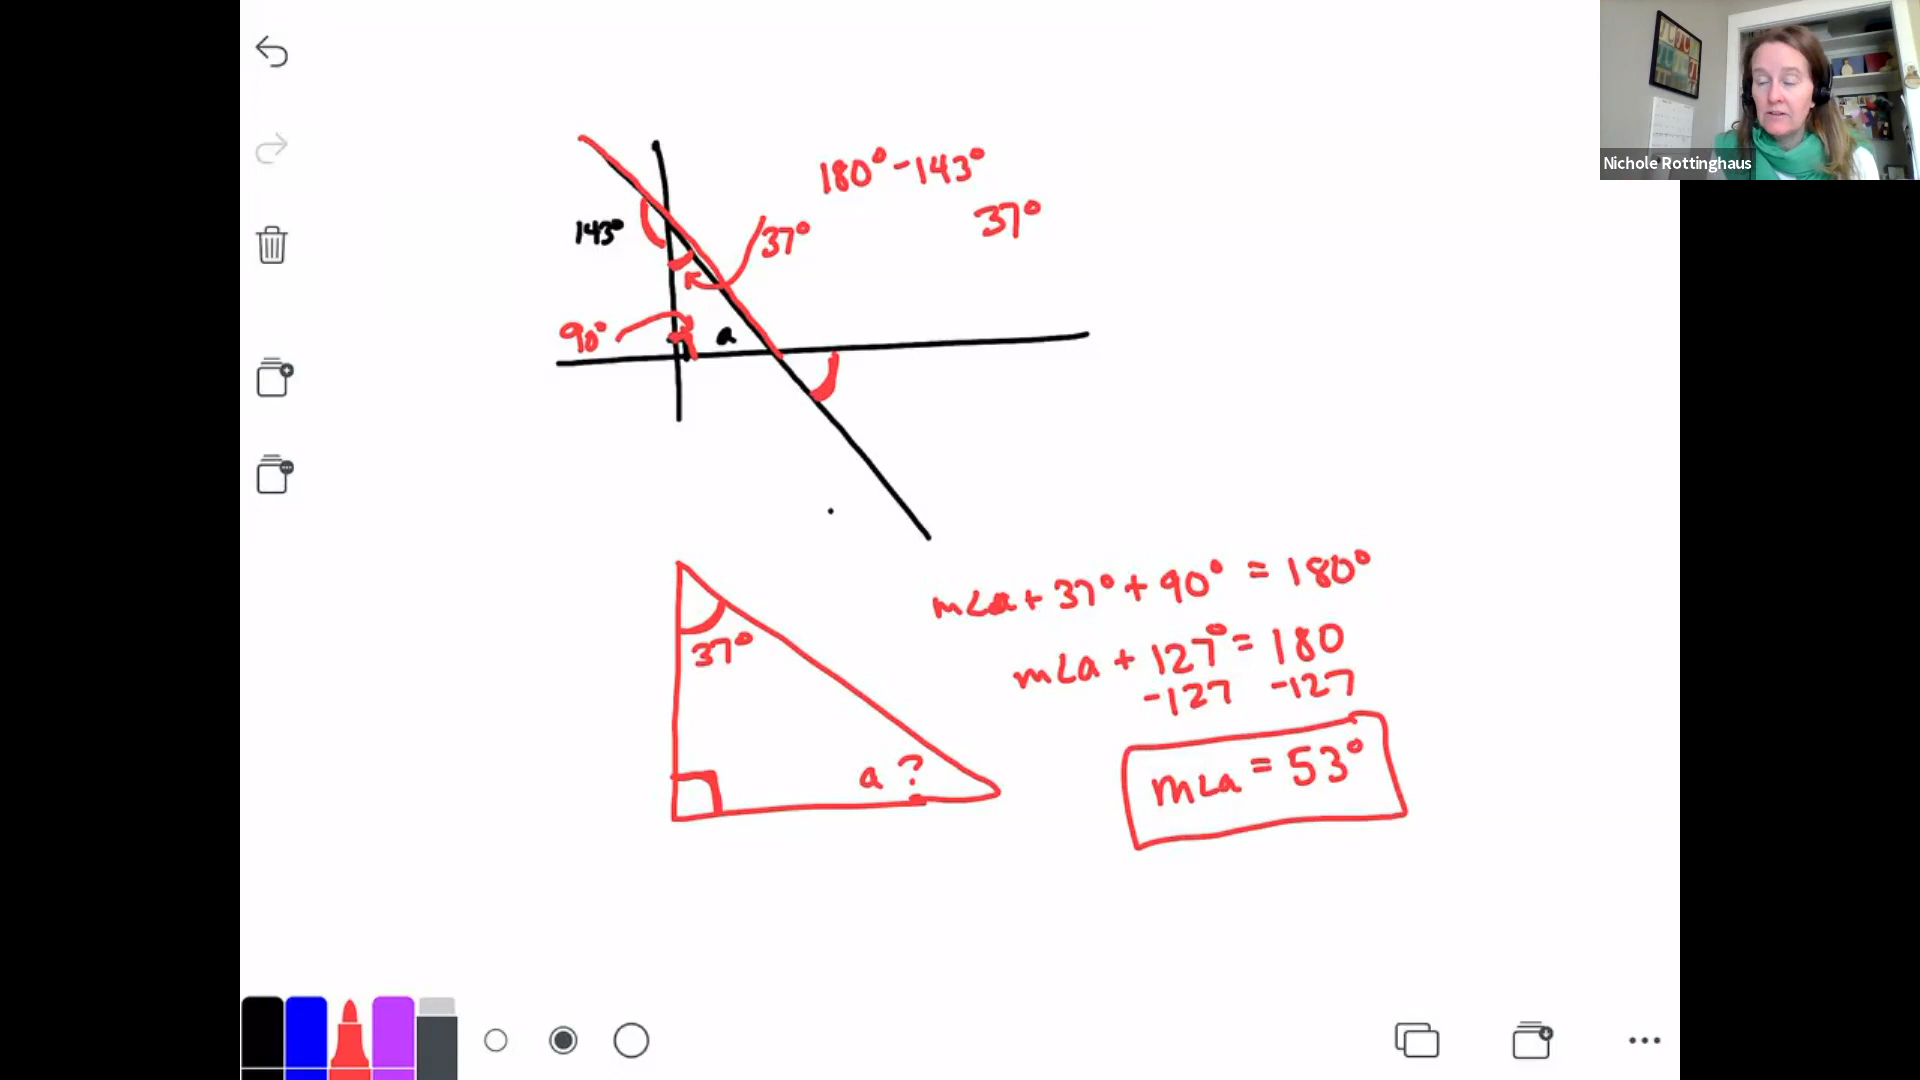 Nichole Rottinghaus
180° - 143°
37°
143°
37°
90°
a
37°
a ?
m∠a + 37° + 90° = 180°
m∠a + 127° = 180
-127 -127
m∠a = 53°